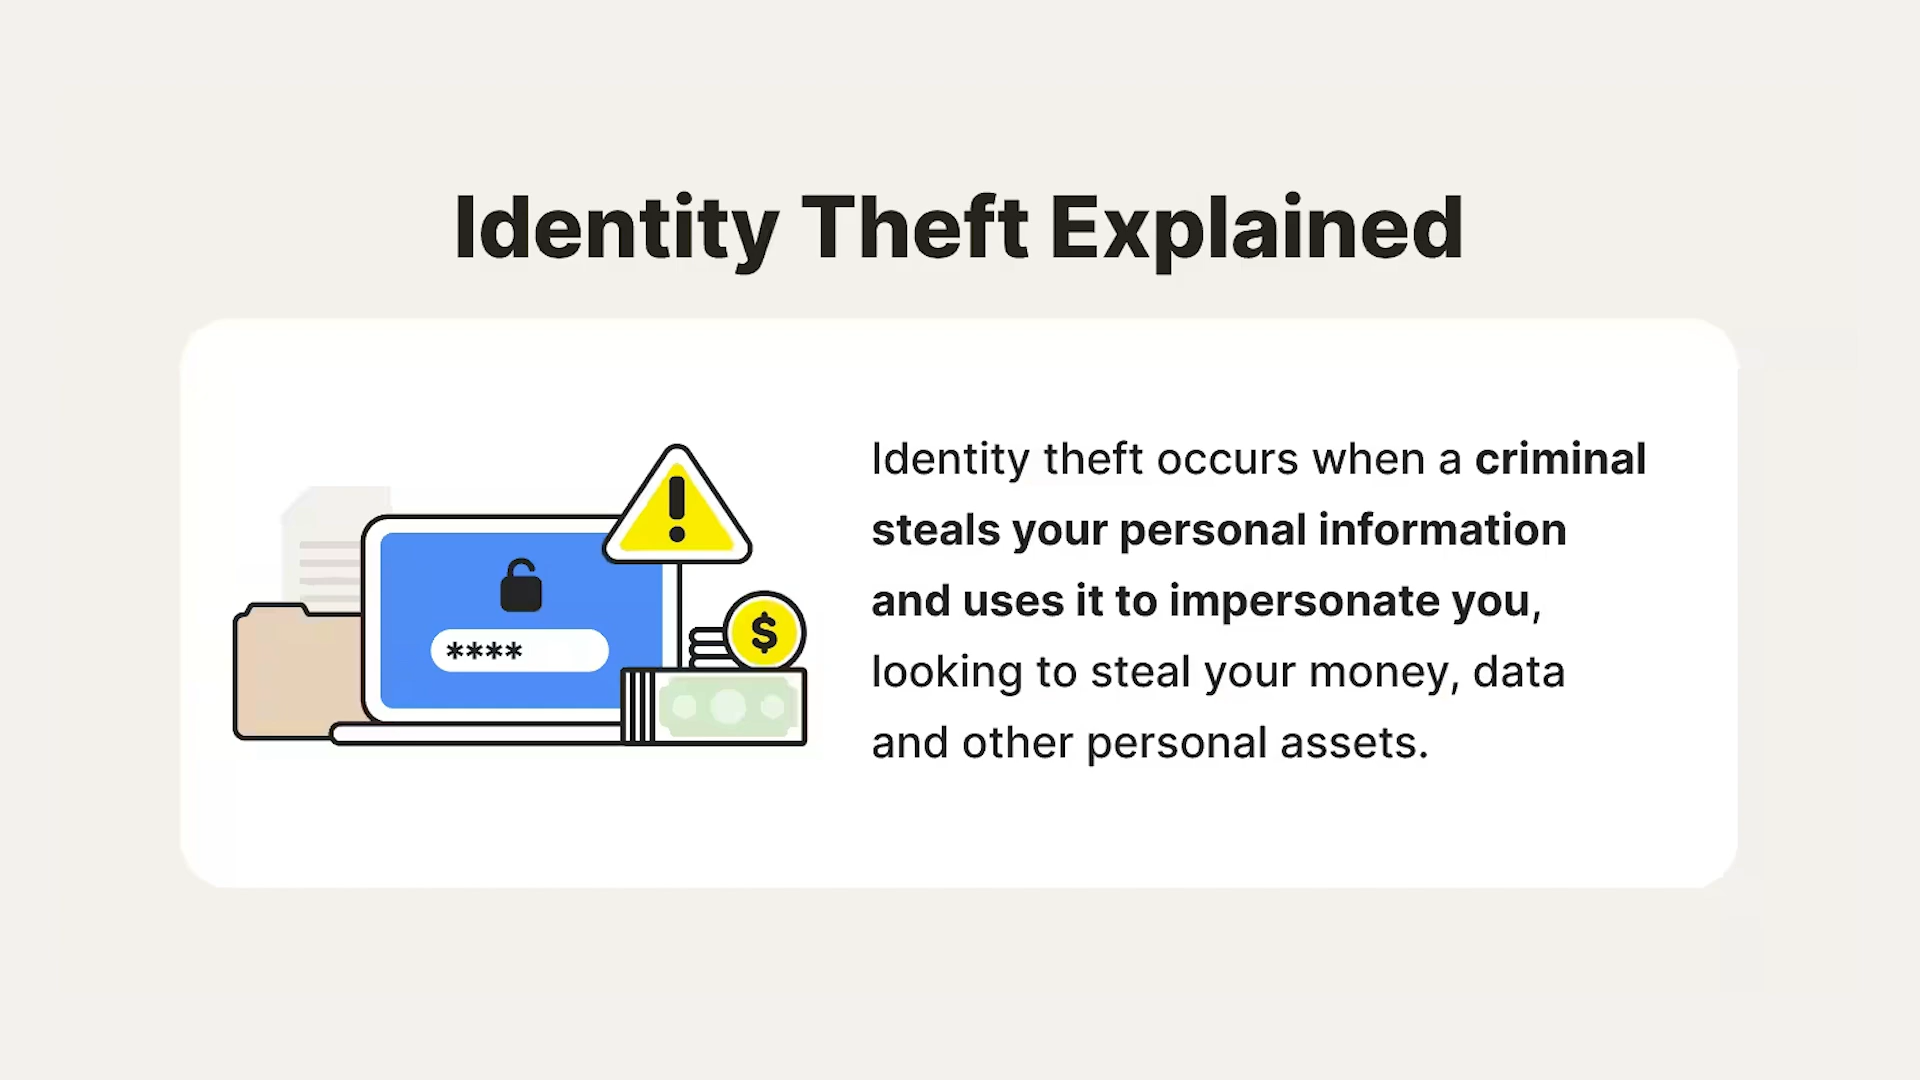 Identity Theft Explained
Identity theft occurs when a criminal
steals your personal information
and uses it to impersonate you,
looking to steal your money, data
and other personal assets.
****
$